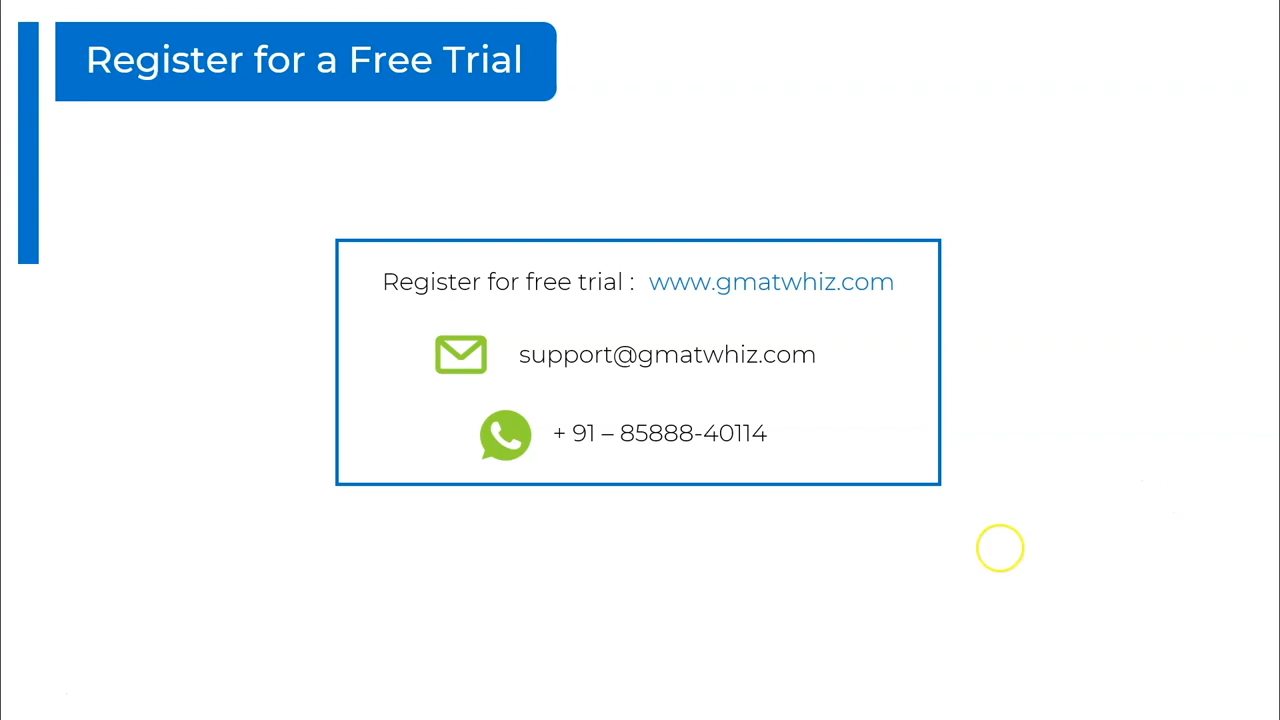 Register for a Free Trial
Register for free trial : www.gmatwhiz.com
support@gmatwhiz.com
+ 91 – 85888-40114